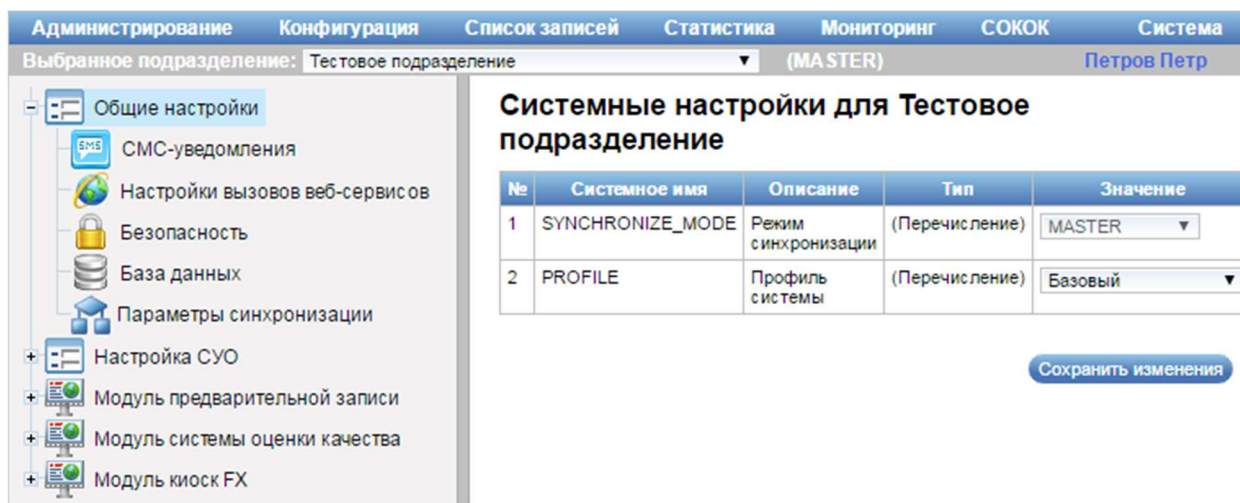 Администрирование Конфигурация Список записей Статистика Мониторинг СОКОК Система
Выбранное подразделение: Тестовое подразделение (MASTER) Петров Петр
Общие настройки
SMS
СМС-уведомления
Настройки вызовов веб-сервисов
Безопасность
База данных
Параметры синхронизации
Настройка СУО
Модуль предварительной записи
Модуль системы оценки качества
Модуль киоск FX
Системные настройки для Тестовое
подразделение
№ Системное имя Описание Тип Значение
1 SYNCHRONIZE_MODE Режим (Перечисление) MASTER
синхронизации
2 PROFILE Профиль (Перечисление) Базовый
системы
Сохранить изменения